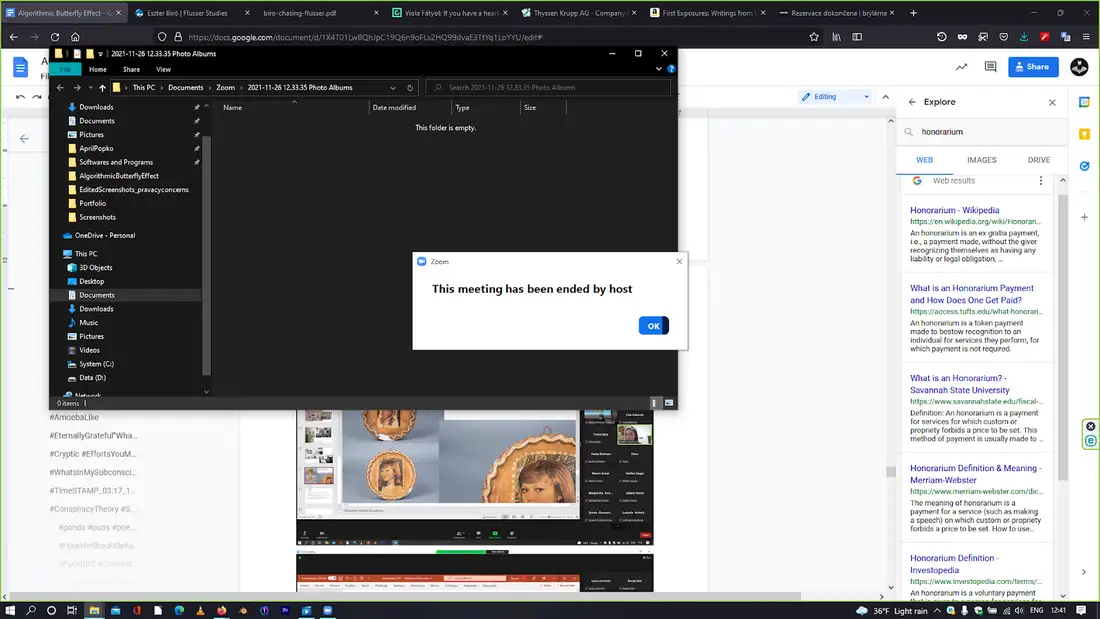 Algorithmic Butterfly Effect - G
Eszter Bíró | Flusser Studies
biro-chasing-flusser.pdf
Viola Fátyol: If you have a heart
Thyssen Krupp AG - Company
First Exposures: Writings from
Rezervace dokončena | brýlárna
https://docs.google.com/document/d/1X4T01LwBQhJpC19Q6n9oFLx2HQ99dvaE3TtYq1LoYYU/edit#
Share
2021-11-26 12.33.35 Photo Albums
File
Home
Share
View
This PC
Documents
Zoom
2021-11-26 12.33.35 Photo Albums
Search 2021-11-26 12.33.35 Photo Albums
Name
Date modified
Type
Size
This folder is empty.
Downloads
Documents
Pictures
AprilPopko
Softwares and Programs
AlgorithmicButterflyEffect
EditedScreenshots_pravacyconcerns
Portfolio
Screenshots
OneDrive - Personal
This PC
3D Objects
Desktop
Documents
Downloads
Music
Pictures
Videos
System (C:)
Data (D:)
Network
0 items
Zoom
This meeting has been ended by host
OK
Editing
Explore
honorarium
WEB
IMAGES
DRIVE
Web results
Honorarium - Wikipedia
https://en.wikipedia.org/wiki/Honorari...
An honorarium is an ex gratia payment,
i.e., a payment made, without the giver
recognizing themselves as having any
liability or legal obligation, ...
What is an Honorarium Payment
and How Does One Get Paid?
https://access.tufts.edu/what-honorari...
An honorarium is a token payment
made to bestow recognition to an
individual for services they perform, for
which payment is not required.
What is an Honorarium? -
Savannah State University
https://www.savannahstate.edu/fiscal-...
Definition: An honorarium is a payment
for services for which custom or
propriety forbids a price to be set. This
method of payment is usually made to ...
Honorarium Definition & Meaning -
Merriam-Webster
https://www.merriam-webster.com/dic...
The meaning of honorarium is a
payment for a service (such as making
a speech) on which custom or propriety
forbids a price to be set. How to use...
Honorarium Definition -
Investopedia
https://www.investopedia.com/terms/...
An honorarium is a voluntary payment
#AmoebaLike
#EternallyGrateful"Wha...
#Cryptic #EffortsYouM...
#WhatsInMySubconsci...
#TimeSTAMP_03:17_1...
#ConspiracyTheory #S...
#ponds #puns #poe...
#HowWeShouldBeha...
36°F Light rain
ENG
12:41